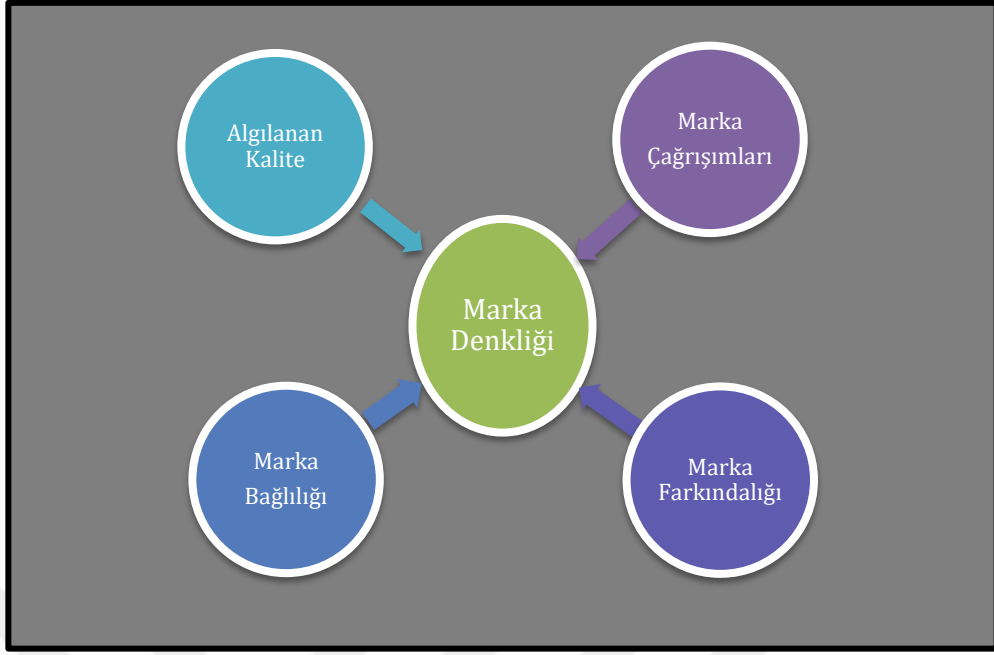 Algılanan
Kalite
Marka
Çağrışımları
Marka
Denkliği
Marka
Bağlılığı
Marka
Farkındalığı